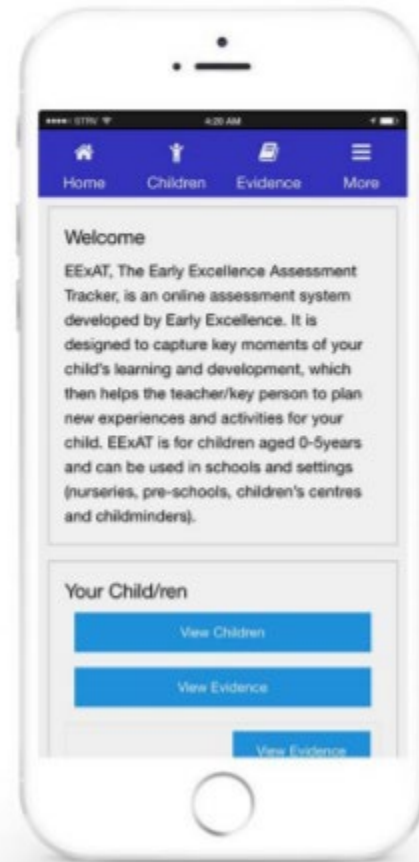 STRV 4:20 AM
Home Children Evidence More
Welcome
EExAT, The Early Excellence Assessment
Tracker, is an online assessment system
developed by Early Excellence. It is
designed to capture key moments of your
child's learning and development, which
then helps the teacher/key person to plan
new experiences and activities for your
child. EExAT is for children aged 0-5years
and can be used in schools and settings
(nurseries, pre-schools, children's centres
and childminders).
Your Child/ren
View Children
View Evidence
View Evidence